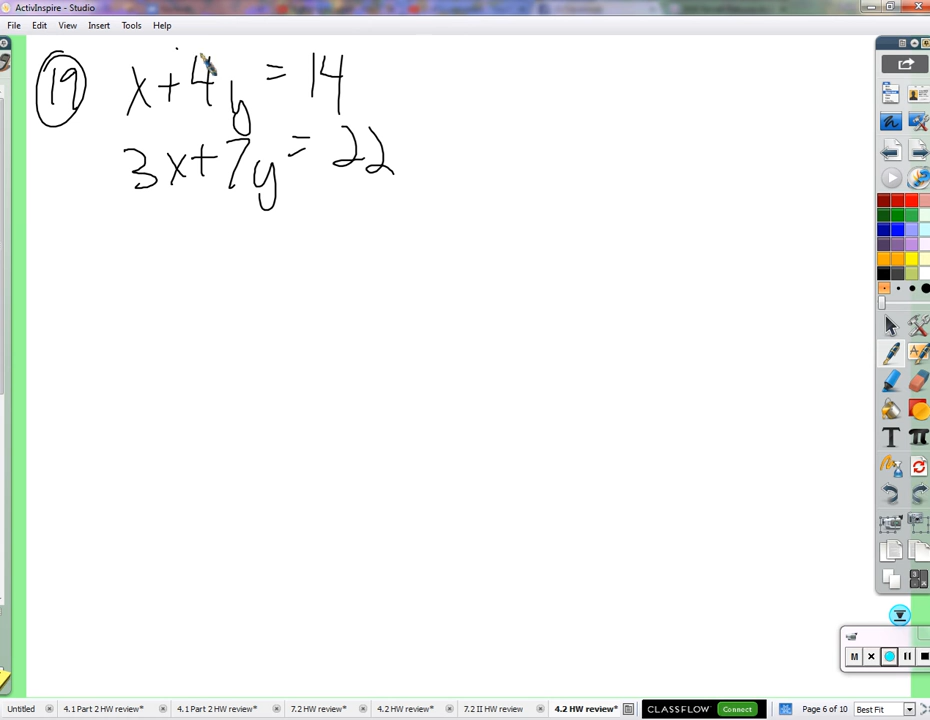 ActivInspire - Studio
File Edit View Insert Tools Help
19 x + 4y = 14
3x + 7y = 22
M
Untitled 4.1 Part 2 HW review* 4.1 Part 2 HW review* 7.2 HW review* 4.2 HW review* 7.2 II HW review 4.2 HW review* CLASSFLOW Connect Page 6 of 10 Best Fit